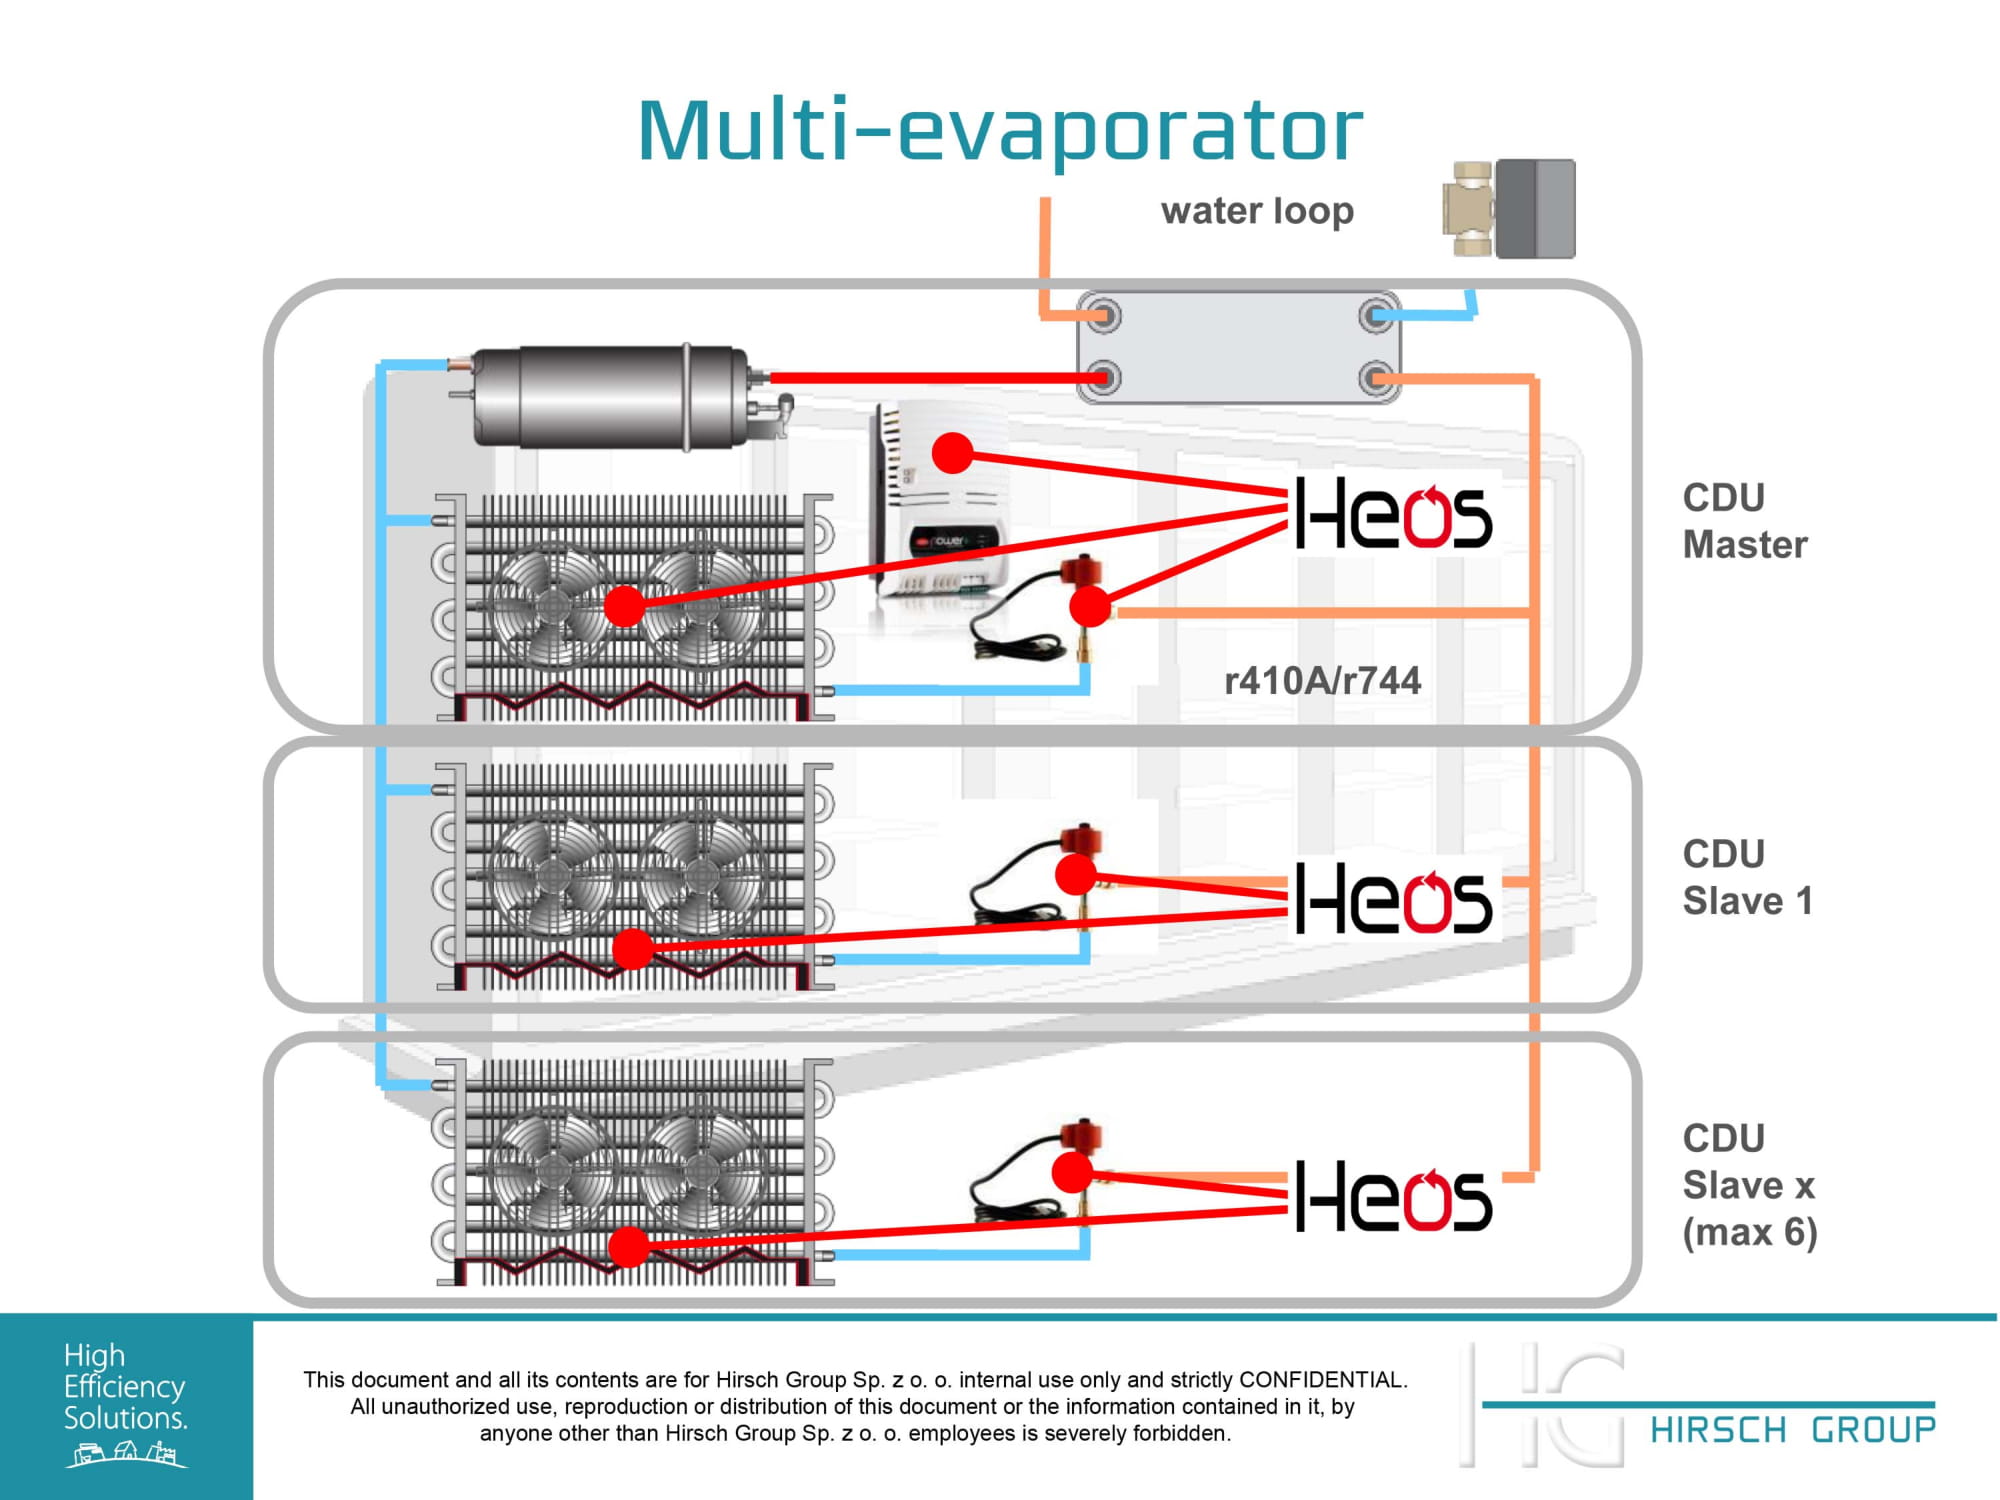 Multi-evaporator
water loop
power+
Heos
CDU
Master
r410A/r744
Heos
CDU
Slave 1
Heos
CDU
Slave x
(max 6)
High
Efficiency
Solutions.
This document and all its contents are for Hirsch Group Sp. z o. o. internal use only and strictly CONFIDENTIAL.
All unauthorized use, reproduction or distribution of this document or the information contained in it, by
anyone other than Hirsch Group Sp. z o. o. employees is severely forbidden.
HG
HIRSCH GROUP